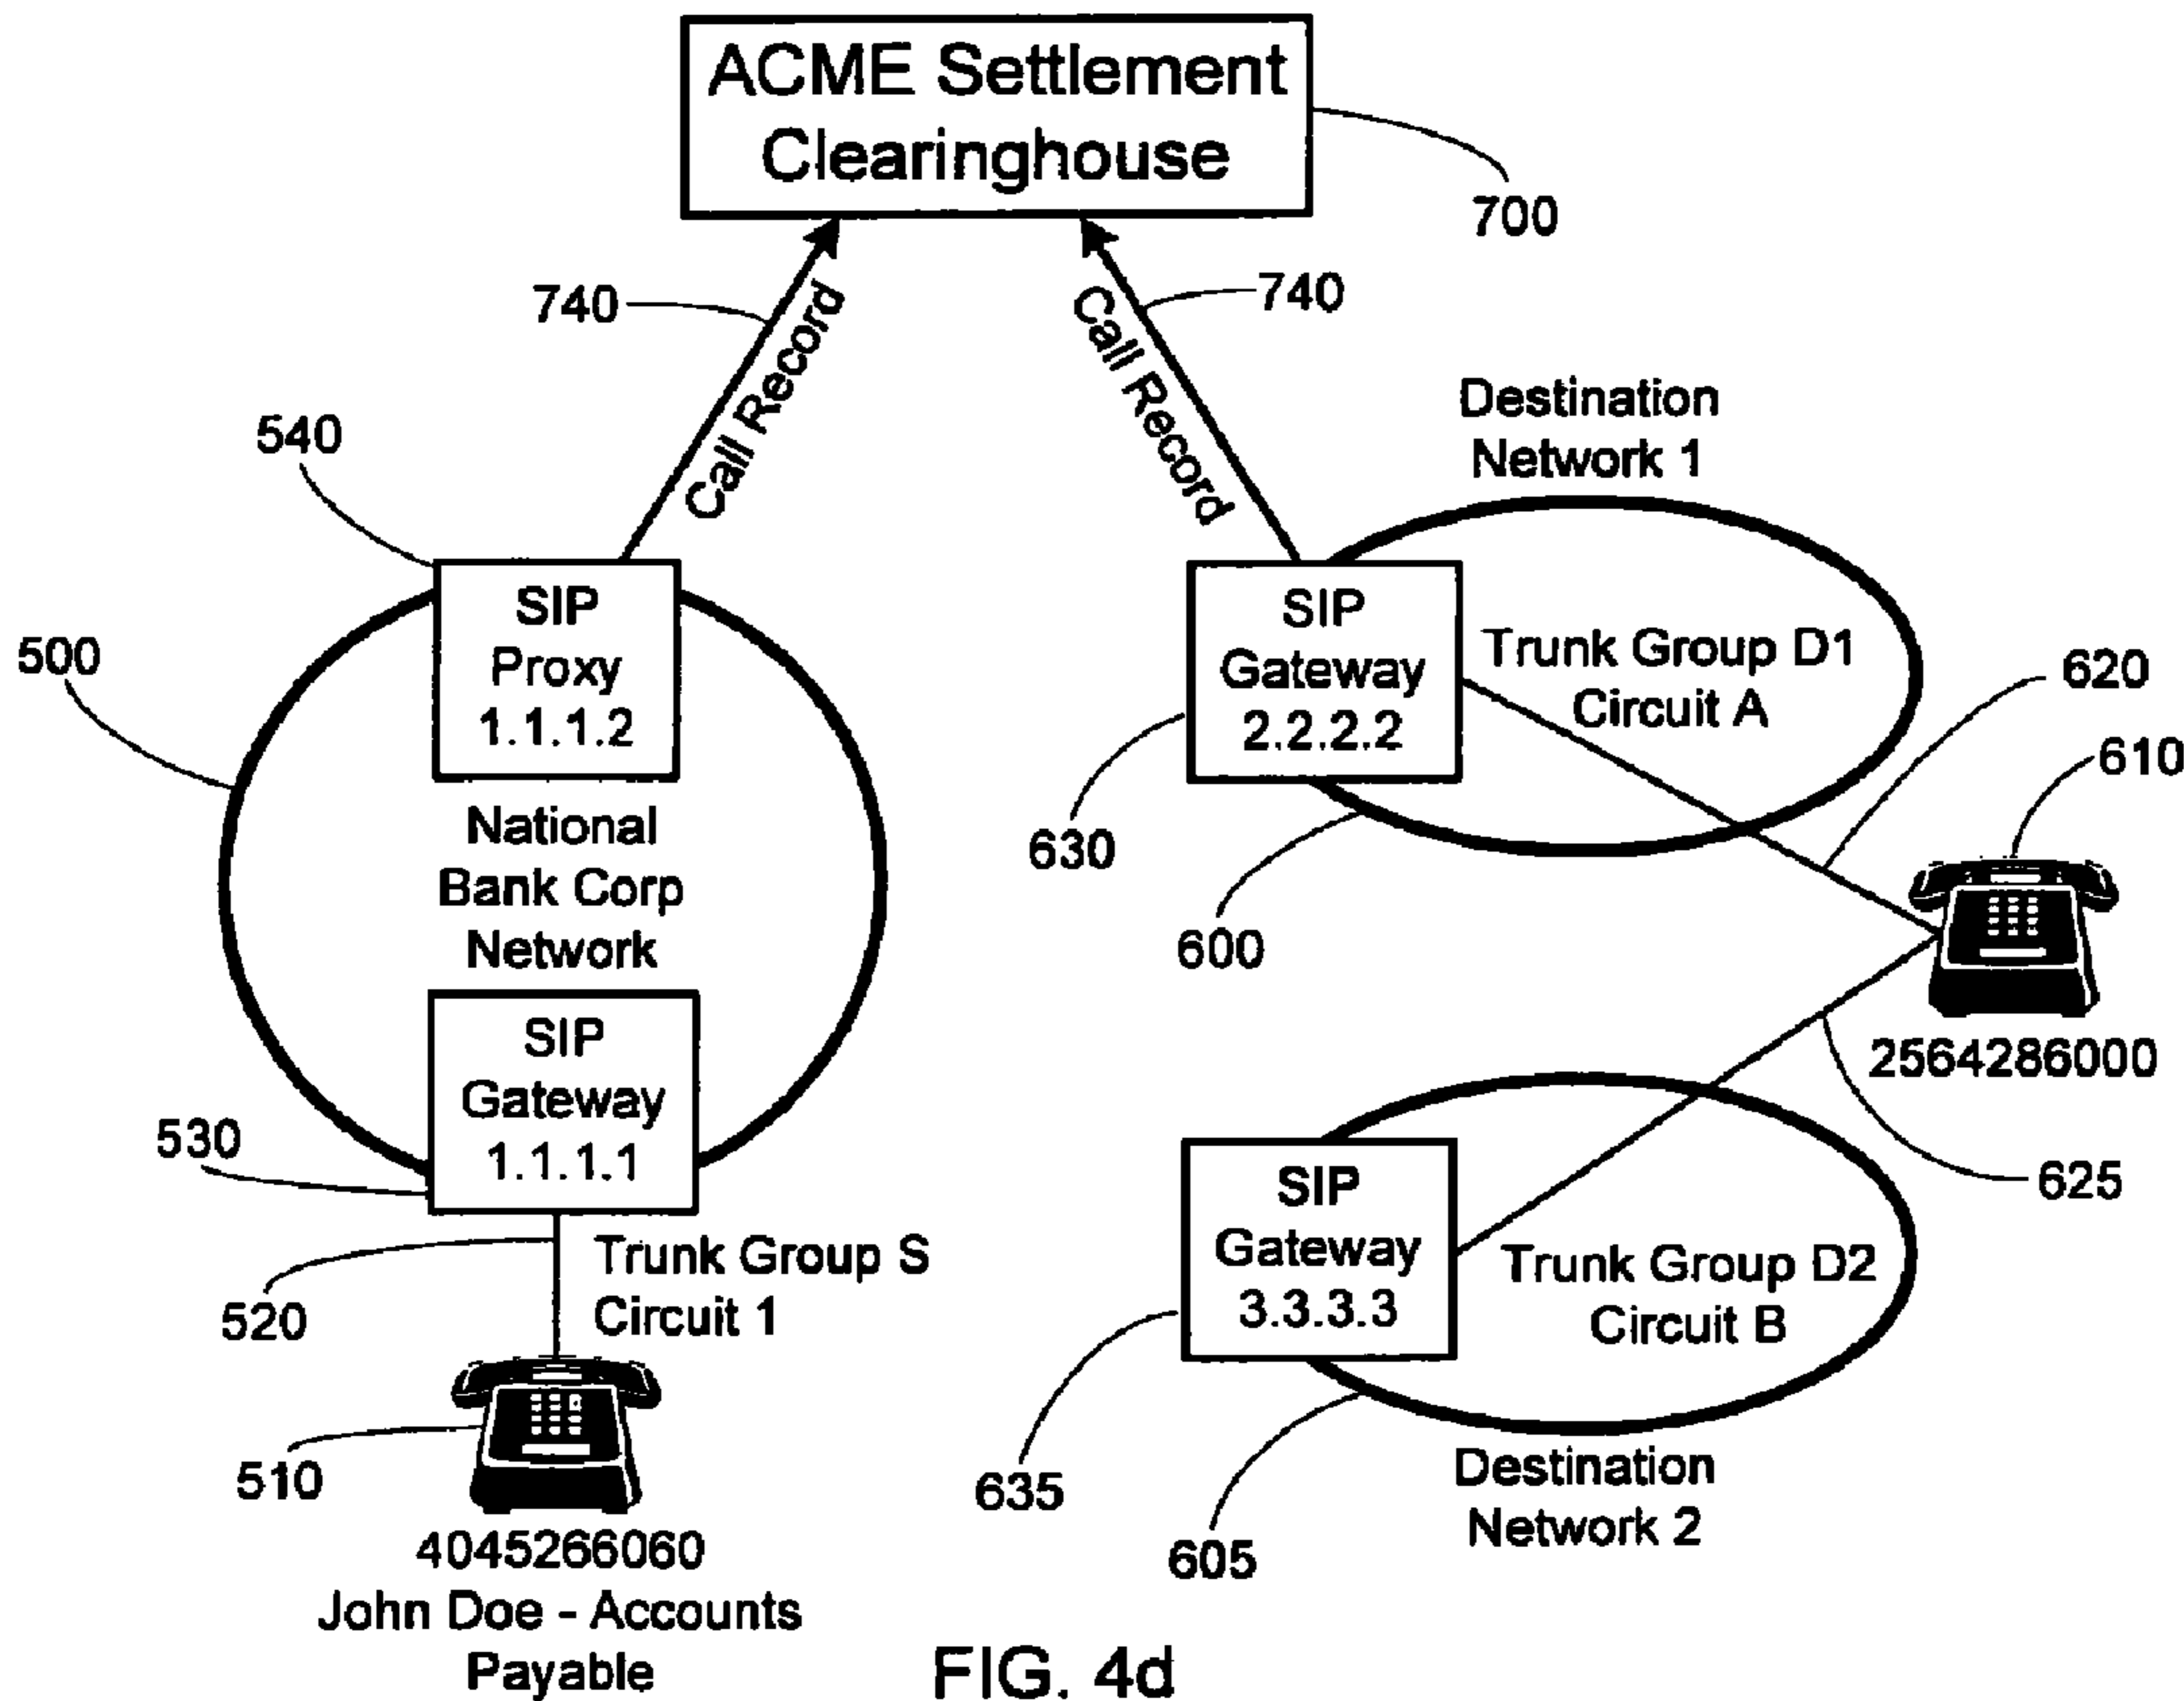 ACME Settlement
Clearinghouse
700
740
Call Record
740
Call Record
Destination
Network 1
540
500
SIP
Proxy
1.1.1.2
SIP
Gateway
2.2.2.2
Trunk Group D1
Circuit A
620
610
630
600
National
Bank Corp
Network
2564286000
625
530
SIP
Gateway
1.1.1.1
SIP
Gateway
3.3.3.3
Trunk Group D2
Circuit B
520
Trunk Group S
Circuit 1
510
635
605
Destination
Network 2
4045266060
John Doe - Accounts
Payable
FIG. 4d